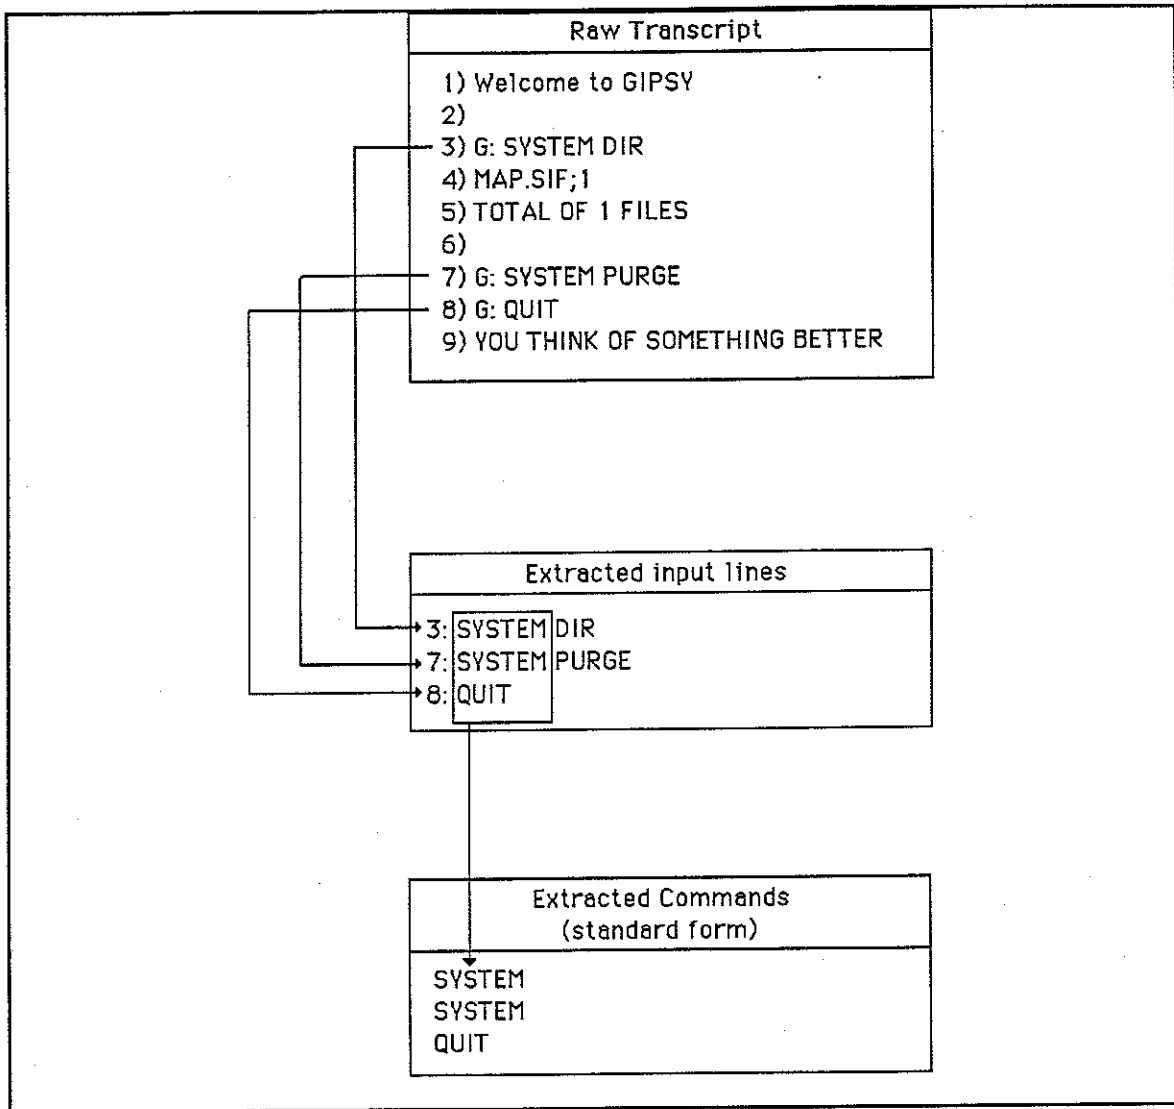 Raw Transcript
1) Welcome to GIPSY
2)
3) G: SYSTEM DIR
4) MAP.SIF;1
5) TOTAL OF 1 FILES
6)
7) G: SYSTEM PURGE
8) G: QUIT
9) YOU THINK OF SOMETHING BETTER
Extracted input lines
3: SYSTEM DIR
7: SYSTEM PURGE
8: QUIT
Extracted Commands
(standard form)
SYSTEM
SYSTEM
QUIT